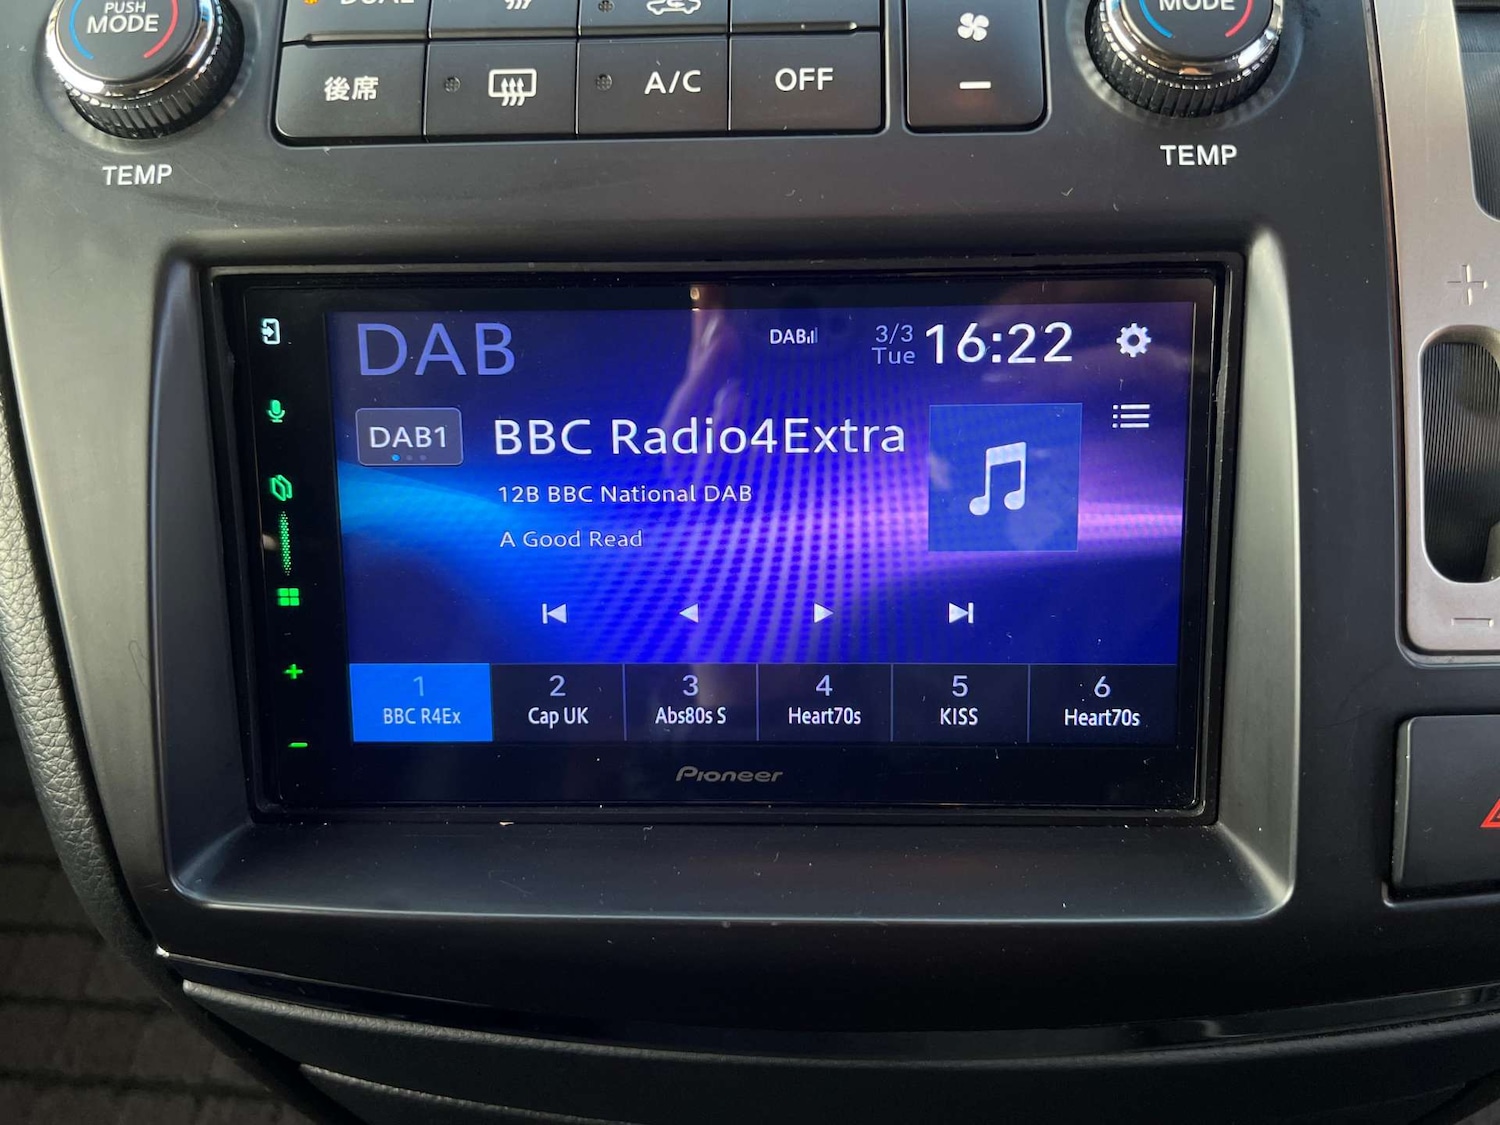 PUSH
MODE
DUAL
MODE
後席
A/C
OFF
TEMP
TEMP
DAB
DAB
3/3
Tue
16:22
DAB1
BBC Radio4Extra
12B BBC National DAB
A Good Read
1
2
3
4
5
6
BBC R4Ex
Cap UK
Abs80s S
Heart70s
KISS
Heart70s
Pioneer